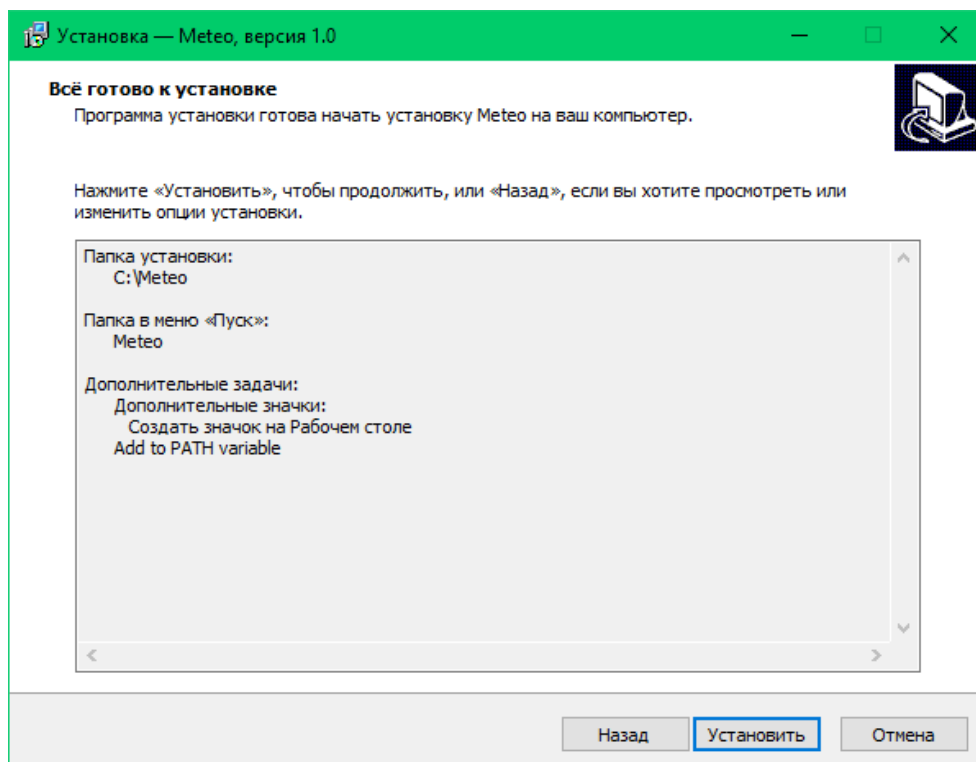 Установка — Meteo, версия 1.0
Всё готово к установке
Программа установки готова начать установку Meteo на ваш компьютер.
Нажмите «Установить», чтобы продолжить, или «Назад», если вы хотите просмотреть или
изменить опции установки.
Папка установки:
C:\Meteo
Папка в меню «Пуск»:
Meteo
Дополнительные задачи:
Дополнительные значки:
Создать значок на Рабочем столе
Add to PATH variable
Назад
Установить
Отмена